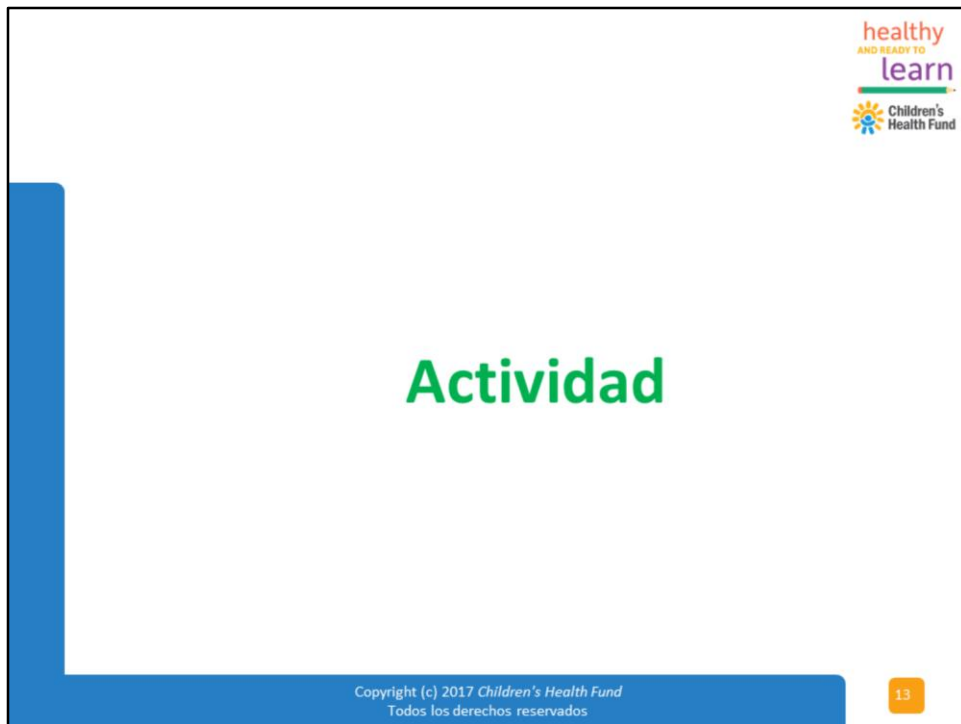 healthy
AND READY TO
learn
Children's
Health Fund
Actividad
Copyright (c) 2017 Children's Health Fund
Todos los derechos reservados
13